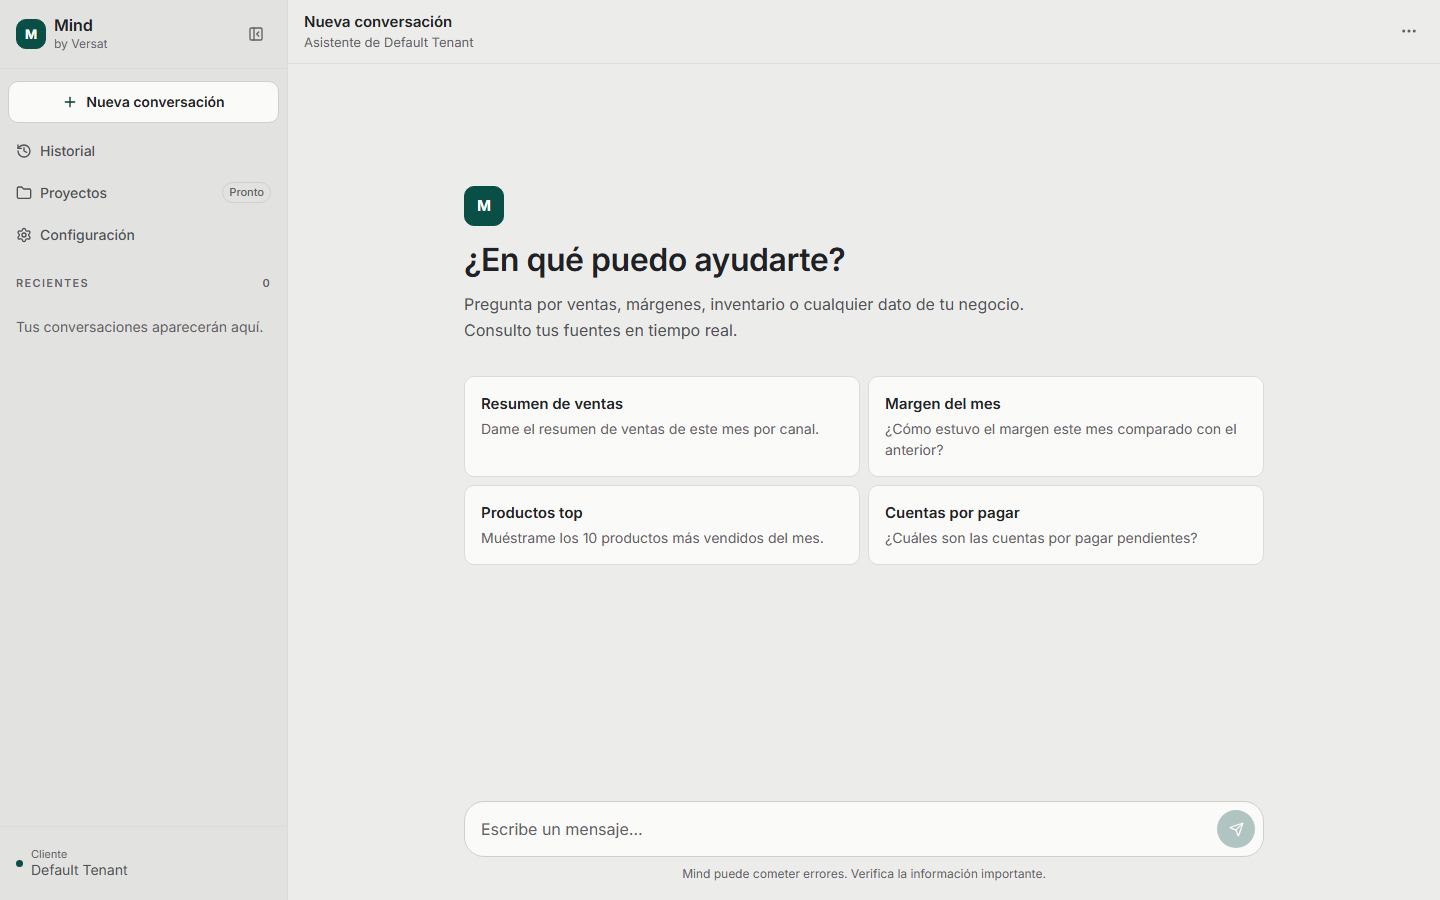 M
Mind
by Versat
Nueva conversación
Historial
Proyectos
Pronto
Configuración
RECIENTES
0
Tus conversaciones aparecerán aquí.
Cliente
Default Tenant
Nueva conversación
Asistente de Default Tenant
M
¿En qué puedo ayudarte?
Pregunta por ventas, márgenes, inventario o cualquier dato de tu negocio.
Consulto tus fuentes en tiempo real.
Resumen de ventas
Dame el resumen de ventas de este mes por canal.
Margen del mes
¿Cómo estuvo el margen este mes comparado con el
anterior?
Productos top
Muéstrame los 10 productos más vendidos del mes.
Cuentas por pagar
¿Cuáles son las cuentas por pagar pendientes?
Escribe un mensaje...
Mind puede cometer errores. Verifica la información importante.